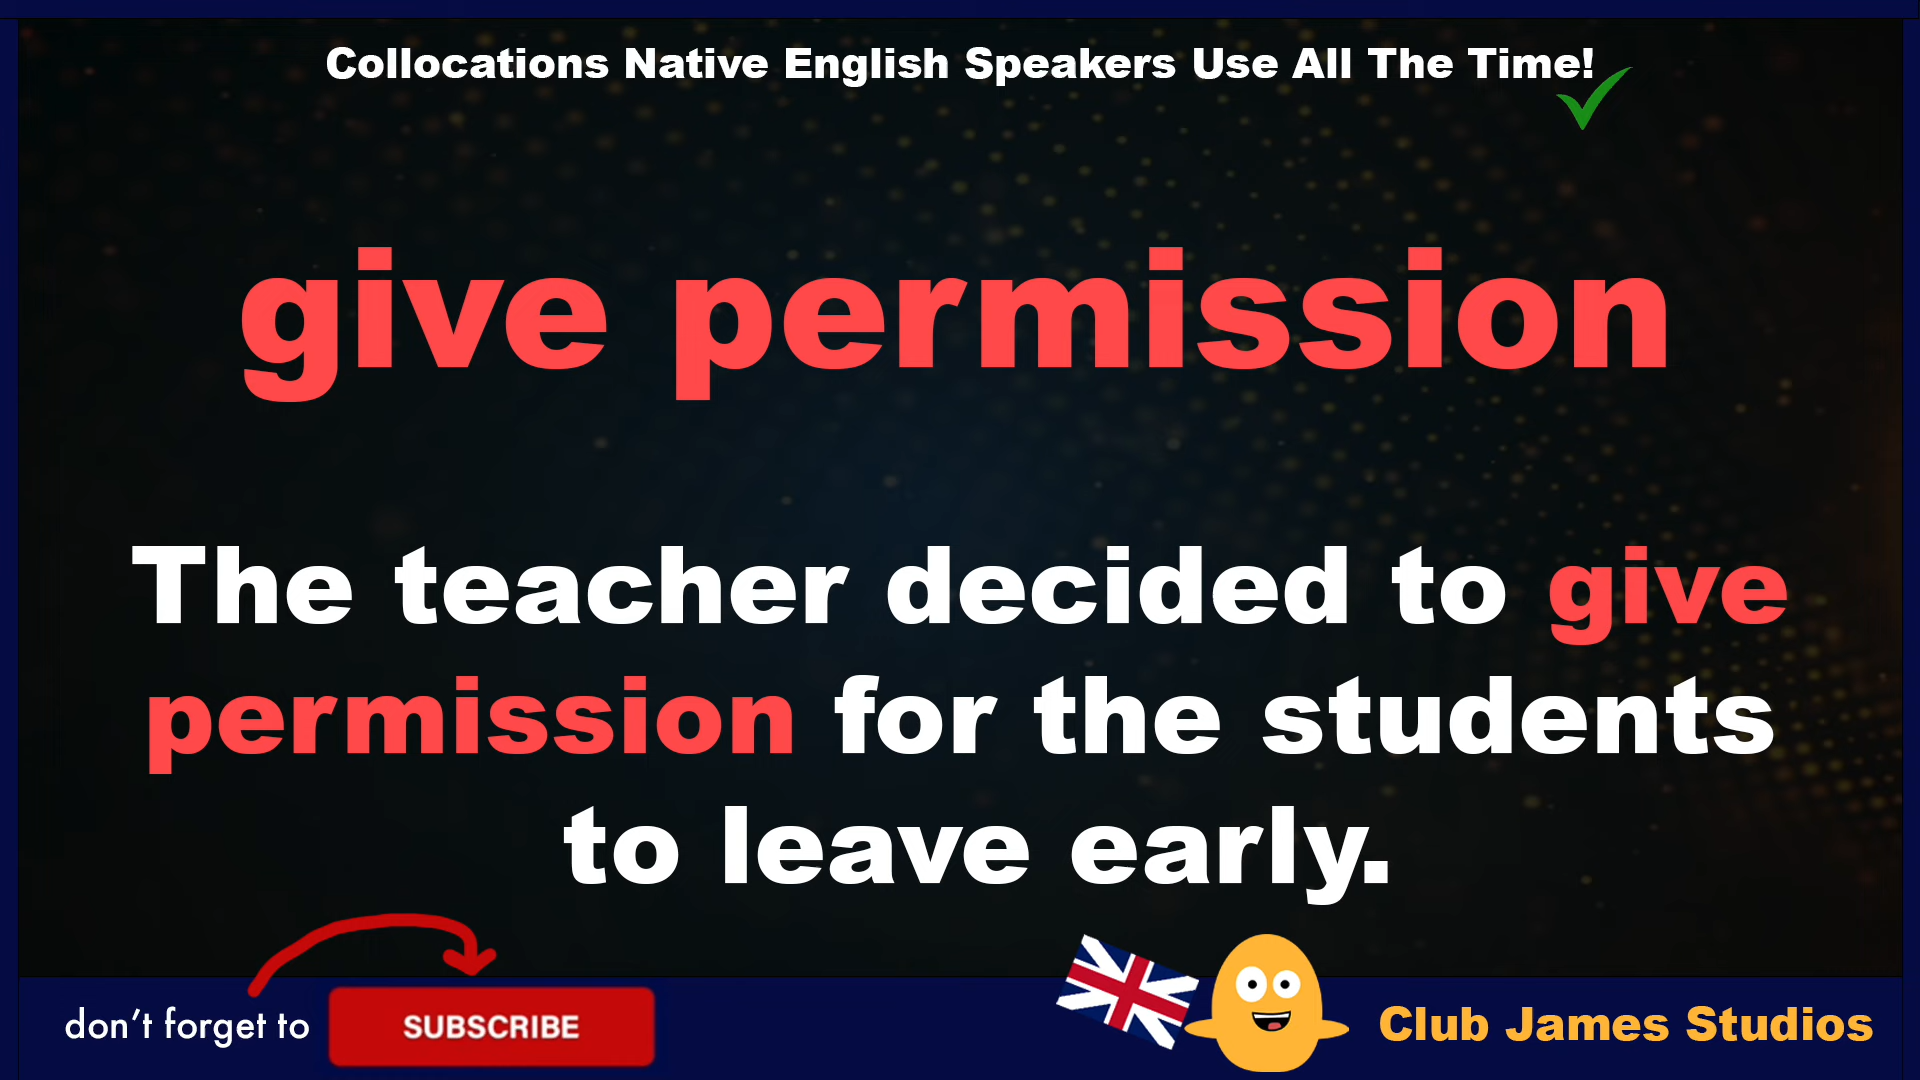 Collocations Native English Speakers Use All The Time!
give permission
The teacher decided to give
permission for the students
to leave early.
don't forget to
SUBSCRIBE
Club James Studios